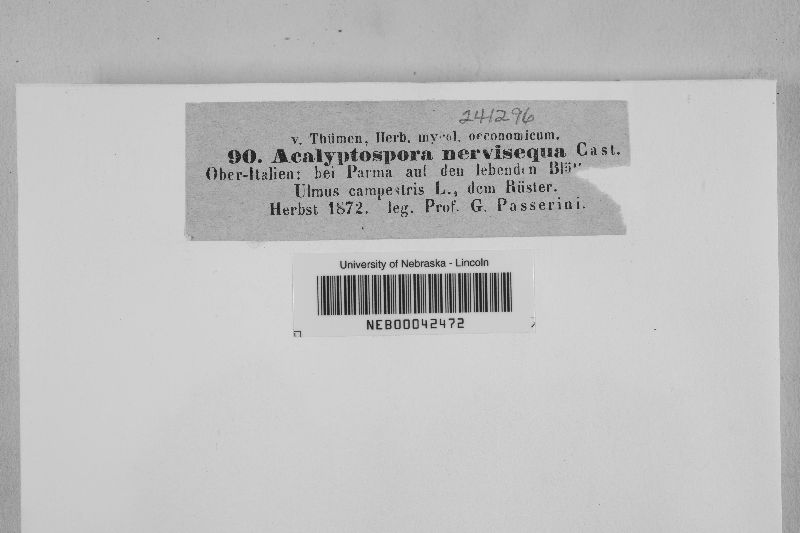 241296
v. Thümen, Herb. mycol. oeconomicum.
90. Acalyptospora nervisequa Cast.
Ober-Italien: bei Parma auf den lebenden
Ulmus campestris L., dem Rüster.
Herbst 1872. leg. Prof. G. Passerini.
University of Nebraska - Lincoln
NEB00042472